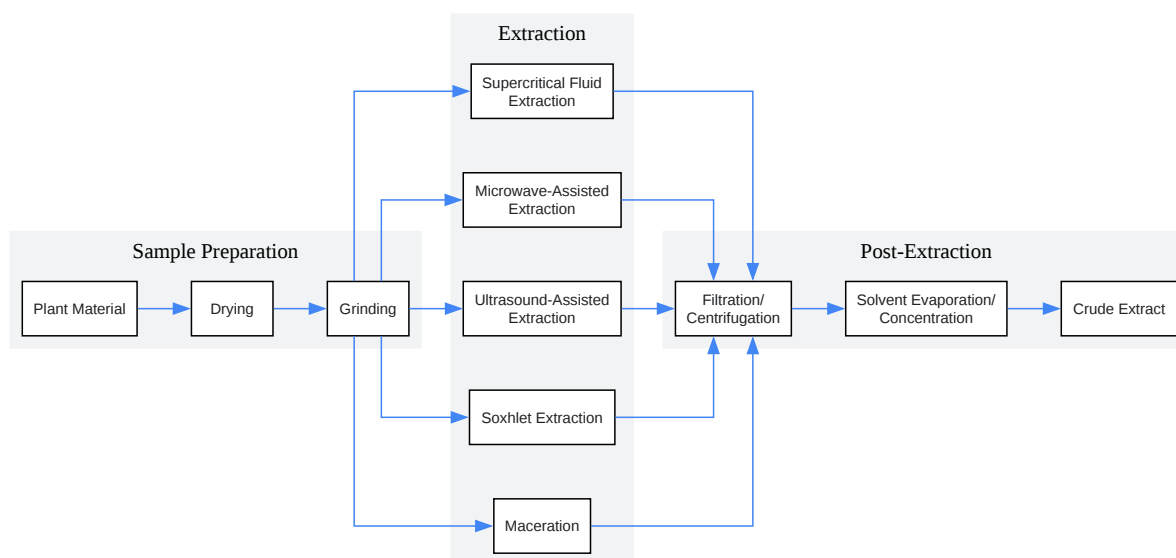 Extraction
Supercritical Fluid
Extraction
Microwave-Assisted
Extraction
Sample Preparation
Post-Extraction
Plant Material
Drying
Grinding
Ultrasound-Assisted
Extraction
Filtration/
Centrifugation
Solvent Evaporation/
Concentration
Crude Extract
Soxhlet Extraction
Maceration